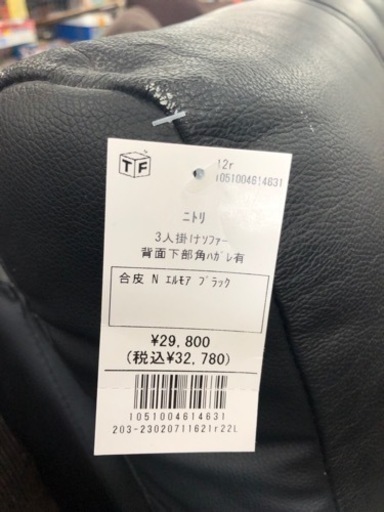 TF
12r
1051004614631
ニトリ
3人掛けソファー
背面下部角ハガレ有
合皮 N エルモア ブラック
¥29,800
(税込¥32,780)
1051004614631
203-23020711621r22L